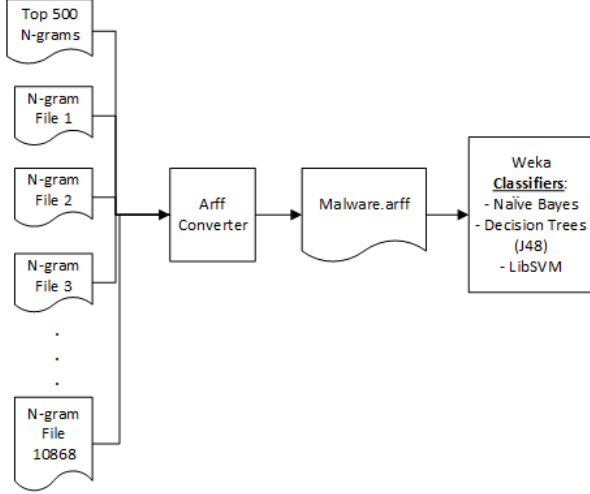 Top 500
N-grams
N-gram
File 1
N-gram
File 2
N-gram
File 3
.
.
.
N-gram
File
10868
Arff
Converter
Malware.arff
Weka
Classifiers:
- Naïve Bayes
- Decision Trees
(J48)
- LibSVM